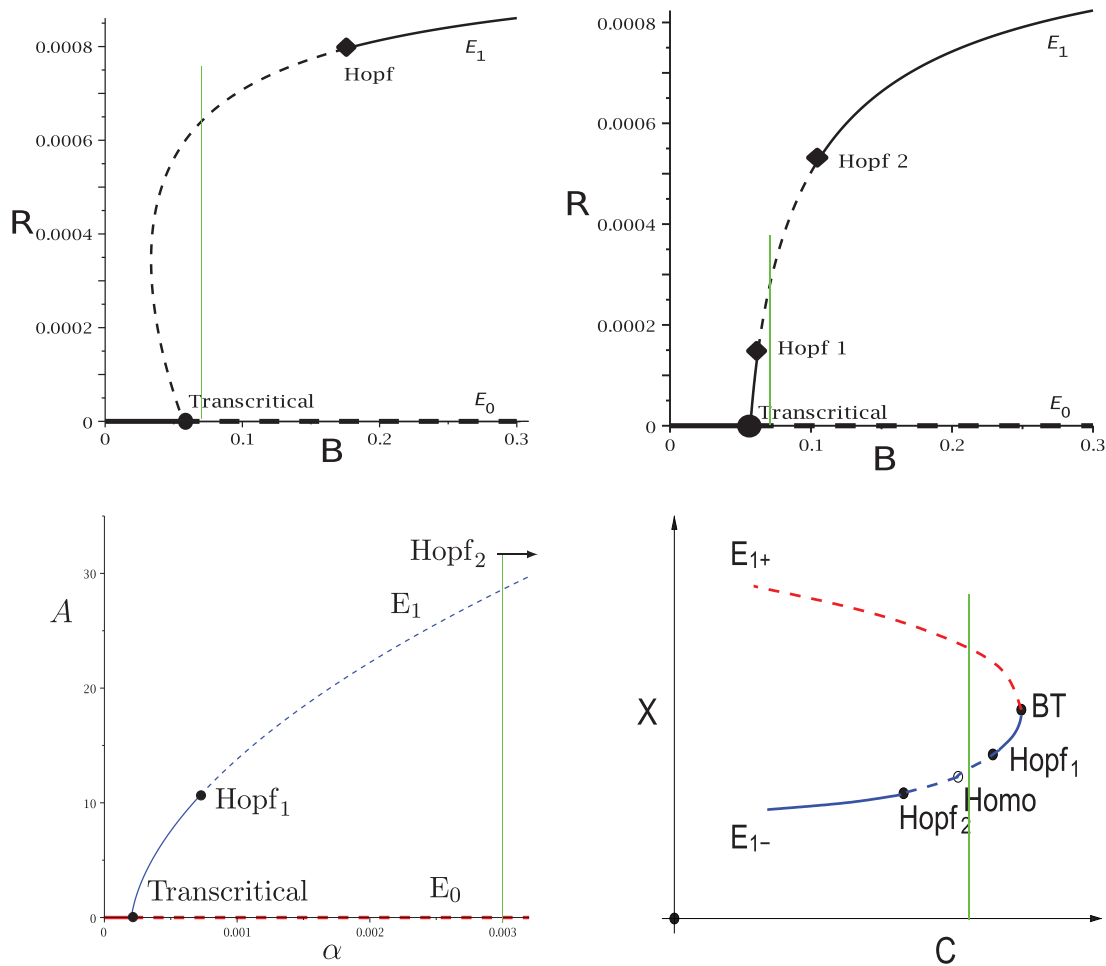 0.0008
0.0006
R
0.0004
0.0002
0
0.1
0.2
0.3
B
E1
Hopf
Transcritical
E0
0.0008
0.0006
R
0.0004
0.0002
0
0
0.1
0.2
0.3
B
E1
Hopf 2
Hopf 1
Transcritical
E0
Hopf2
30
A
E1
20
Hopf1
10
Transcritical
E0
0
0
0.001
0.002
0.003
α
E1+
X
BT
Hopf1
Homo
Hopf2
E1−
C